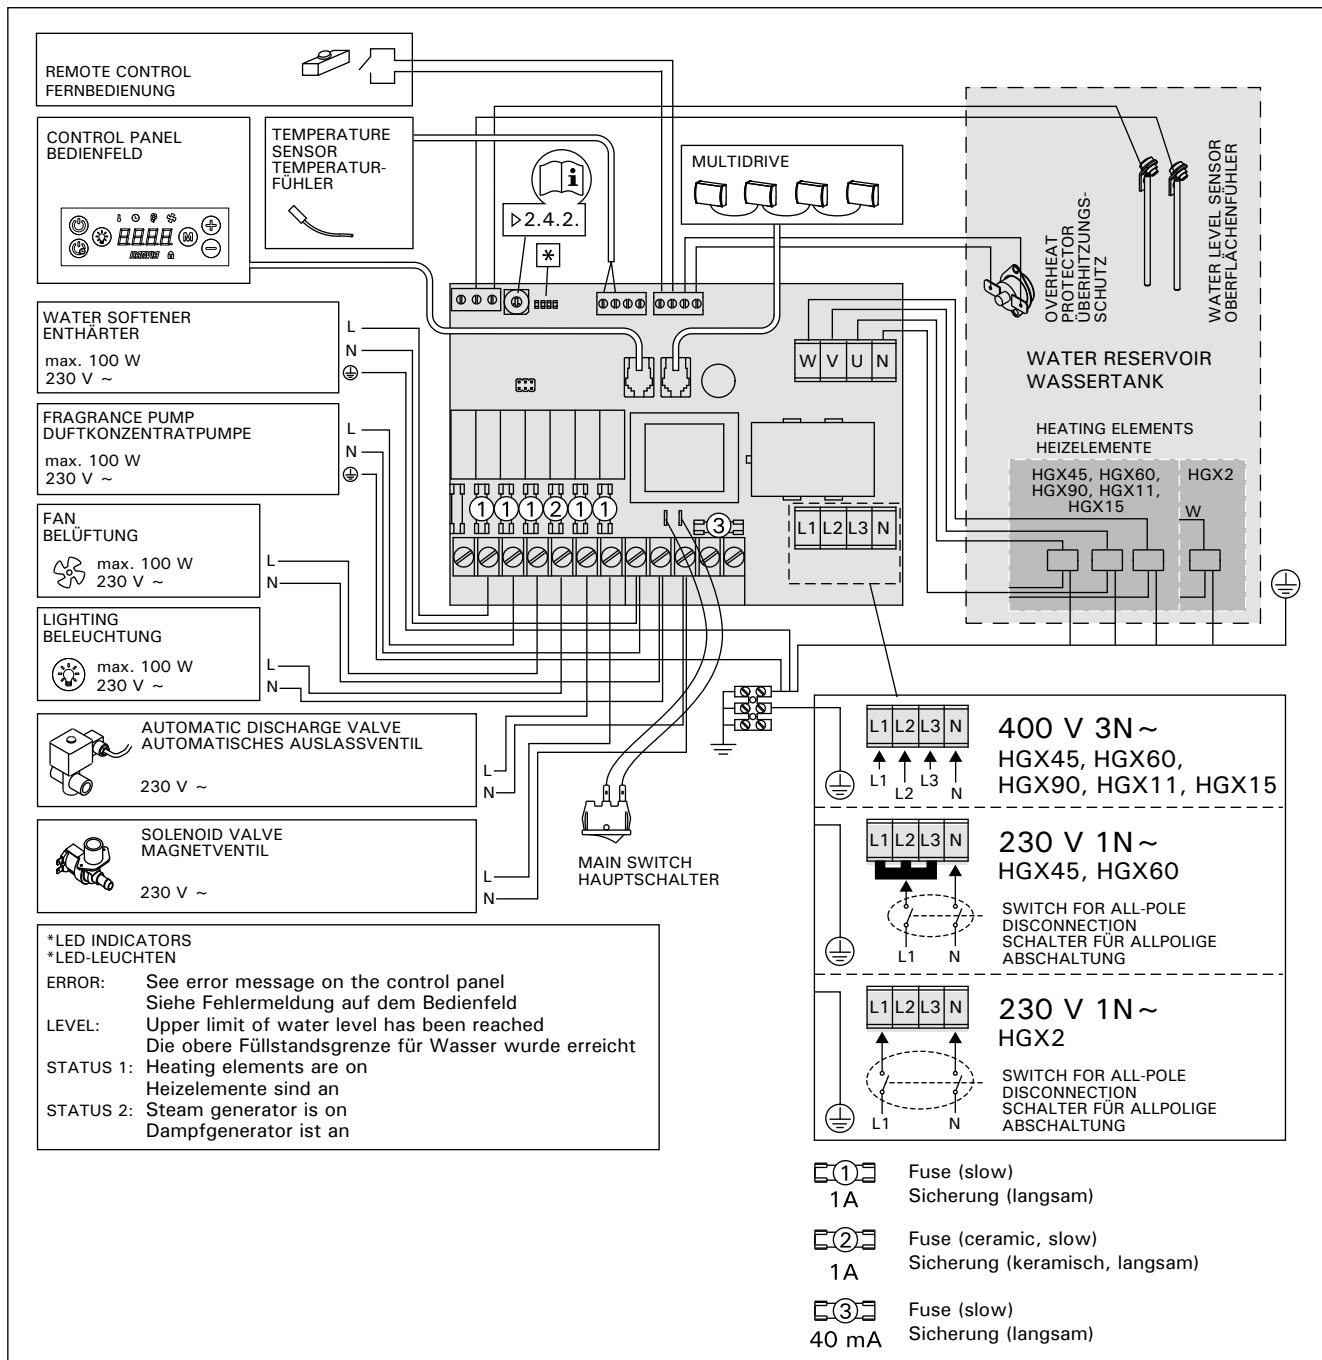 REMOTE CONTROL
FERNBEDIENUNG
CONTROL PANEL
BEDIENFELD
HARVIA
M
TEMPERATURE
SENSOR
TEMPERATUR-
FÜHLER
i
▷2.4.2.
*
MULTIDRIVE
OVERHEAT
PROTECTOR
ÜBERHITZUNGS-
SCHUTZ
WATER LEVEL SENSOR
OBERFLÄCHENFÜHLER
WATER RESERVOIR
WASSERTANK
HEATING ELEMENTS
HEIZELEMENTE
HGX45, HGX60,
HGX90, HGX11,
HGX15
HGX2
W
W V U N
L1 L2 L3 N
1 1 1 2 1 1
3
WATER SOFTENER
ENTHÄRTER
max. 100 W
230 V ~
L
N
FRAGRANCE PUMP
DUFTKONZENTRATPUMPE
max. 100 W
230 V ~
L
N
FAN
BELÜFTUNG
max. 100 W
230 V ~
L
N
LIGHTING
BELEUCHTUNG
max. 100 W
230 V ~
L
N
AUTOMATIC DISCHARGE VALVE
AUTOMATISCHES AUSLASSVENTIL
230 V ~
L
N
SOLENOID VALVE
MAGNETVENTIL
230 V ~
L
N
MAIN SWITCH
HAUPTSCHALTER
L1 L2 L3 N
L1 L2 L3 N
400 V 3N~
HGX45, HGX60,
HGX90, HGX11, HGX15
L1 L2 L3 N
L1 N
230 V 1N~
HGX45, HGX60
SWITCH FOR ALL-POLE
DISCONNECTION
SCHALTER FÜR ALLPOLIGE
ABSCHALTUNG
L1 L2 L3 N
L1 N
230 V 1N~
HGX2
SWITCH FOR ALL-POLE
DISCONNECTION
SCHALTER FÜR ALLPOLIGE
ABSCHALTUNG
*LED INDICATORS
*LED-LEUCHTEN
ERROR: See error message on the control panel
Siehe Fehlermeldung auf dem Bedienfeld
LEVEL: Upper limit of water level has been reached
Die obere Füllstandsgrenze für Wasser wurde erreicht
STATUS 1: Heating elements are on
Heizelemente sind an
STATUS 2: Steam generator is on
Dampfgenerator ist an
1 Fuse (slow)
1A Sicherung (langsam)
2 Fuse (ceramic, slow)
1A Sicherung (keramisch, langsam)
3 Fuse (slow)
40 mA Sicherung (langsam)